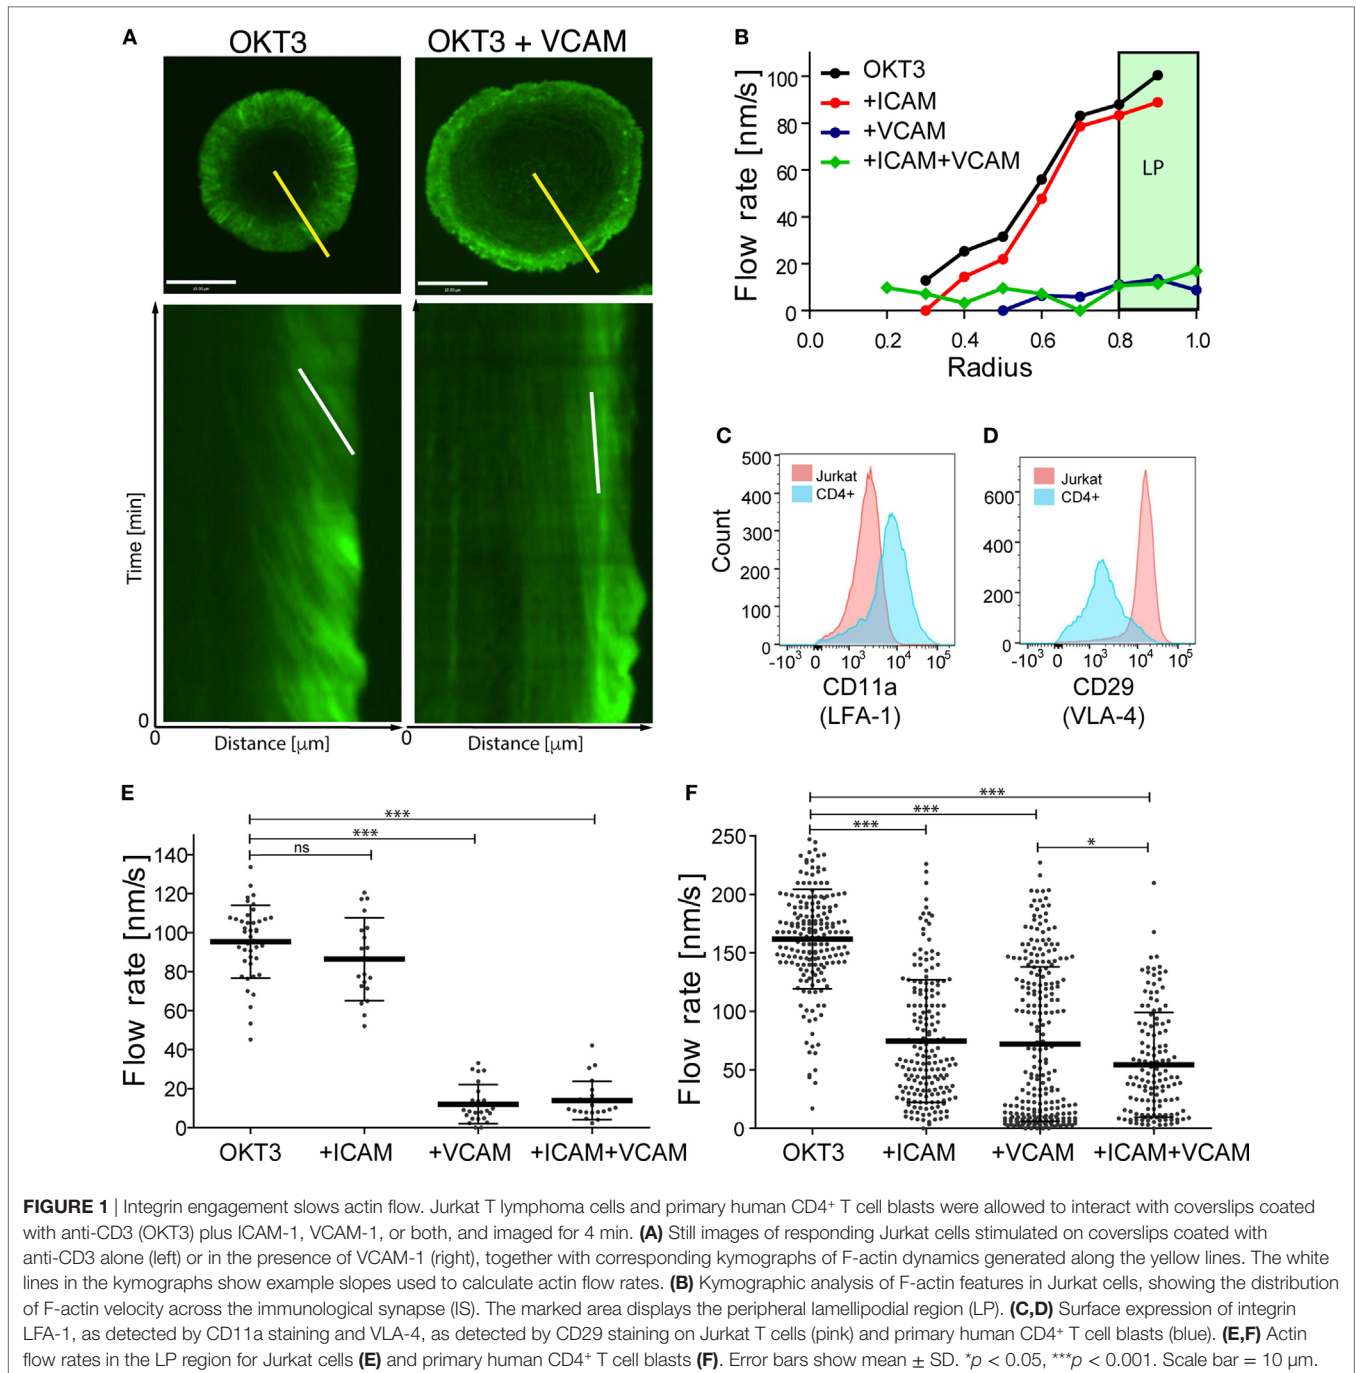 A
OKT3
OKT3 + VCAM
10.00 µm
10.00 µm
Time [min]
0
0
Distance [µm]
0
Distance [µm]
B
Flow rate [nm/s]
100
80
60
40
20
0
OKT3
+ICAM
+VCAM
+ICAM+VCAM
LP
0.0 0.2 0.4 0.6 0.8 1.0
Radius
C
Count
500
400
300
200
100
0
Jurkat
CD4+
-10³ 0 10³ 10⁴ 10⁵
CD11a
(LFA-1)
D
600
400
200
0
Jurkat
CD4+
-10³ 0 10³ 10⁴ 10⁵
CD29
(VLA-4)
E
***
***
ns
Flow rate [nm/s]
140
120
100
80
60
40
20
0
OKT3 +ICAM +VCAM +ICAM+VCAM
F
***
***
***
*
Flow rate [nm/s]
250
200
150
100
50
0
OKT3 +ICAM +VCAM +ICAM+VCAM
FIGURE 1 | Integrin engagement slows actin flow. Jurkat T lymphoma cells and primary human CD4⁺ T cell blasts were allowed to interact with coverslips coated
with anti-CD3 (OKT3) plus ICAM-1, VCAM-1, or both, and imaged for 4 min. (A) Still images of responding Jurkat cells stimulated on coverslips coated with
anti-CD3 alone (left) or in the presence of VCAM-1 (right), together with corresponding kymographs of F-actin dynamics generated along the yellow lines. The white
lines in the kymographs show example slopes used to calculate actin flow rates. (B) Kymographic analysis of F-actin features in Jurkat cells, showing the distribution
of F-actin velocity across the immunological synapse (IS). The marked area displays the peripheral lamellipodial region (LP). (C,D) Surface expression of integrin
LFA-1, as detected by CD11a staining and VLA-4, as detected by CD29 staining on Jurkat T cells (pink) and primary human CD4⁺ T cell blasts (blue). (E,F) Actin
flow rates in the LP region for Jurkat cells (E) and primary human CD4⁺ T cell blasts (F). Error bars show mean ± SD. *p < 0.05, ***p < 0.001. Scale bar = 10 µm.